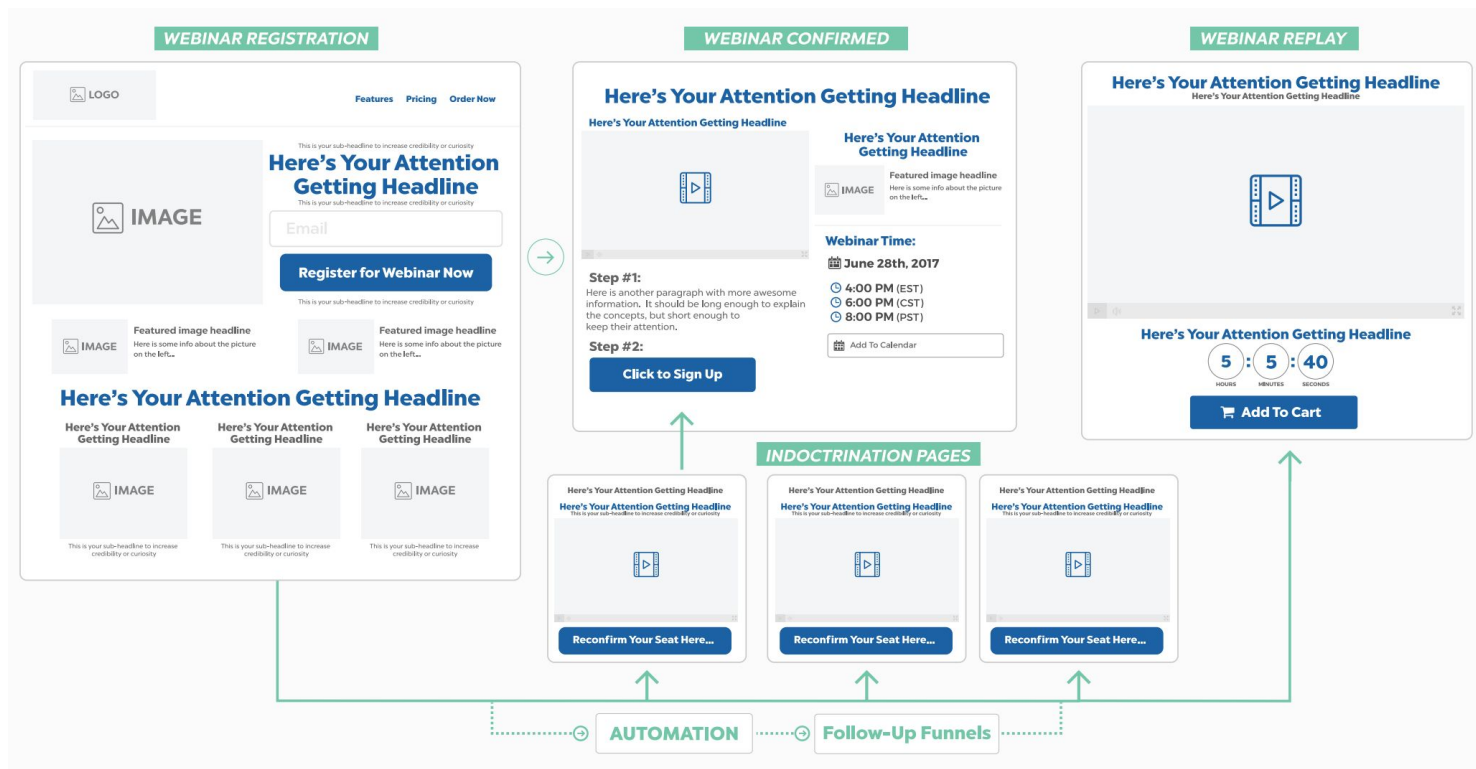 WEBINAR REGISTRATION
LOGO
Features Pricing Order Now
IMAGE
This is your sub-headline to increase credibility or curiosity
Here's Your Attention
Getting Headline
This is your sub-headline to increase credibility or curiosity
Email
Register for Webinar Now
This is your sub-headline to increase credibility or curiosity
IMAGE
Featured image headline
Here is some info about the picture
on the left...
IMAGE
Featured image headline
Here is some info about the picture
on the left...
Here's Your Attention Getting Headline
Here's Your Attention
Getting Headline
IMAGE
This is your sub-headline to increase
credibility or curiosity
Here's Your Attention
Getting Headline
IMAGE
This is your sub-headline to increase
credibility or curiosity
Here's Your Attention
Getting Headline
IMAGE
This is your sub-headline to increase
credibility or curiosity
WEBINAR CONFIRMED
Here's Your Attention Getting Headline
Here's Your Attention Getting Headline
Step #1:
Here is another paragraph with more awesome
information. It should be long enough to explain
the concepts, but short enough to
keep their attention.
Step #2:
Click to Sign Up
Here's Your Attention
Getting Headline
IMAGE
Featured image headline
Here is some info about the picture
on the left...
Webinar Time:
June 28th, 2017
4:00 PM (EST)
6:00 PM (CST)
8:00 PM (PST)
Add To Calendar
WEBINAR REPLAY
Here's Your Attention Getting Headline
Here's Your Attention Getting Headline
Here's Your Attention Getting Headline
5 : 5 : 40
HOURS MINUTES SECONDS
Add To Cart
INDOCTRINATION PAGES
Here's Your Attention Getting Headline
Here's Your Attention Getting Headline
This is your sub-headline to increase credibility or curiosity
Reconfirm Your Seat Here...
Here's Your Attention Getting Headline
Here's Your Attention Getting Headline
This is your sub-headline to increase credibility or curiosity
Reconfirm Your Seat Here...
Here's Your Attention Getting Headline
Here's Your Attention Getting Headline
This is your sub-headline to increase credibility or curiosity
Reconfirm Your Seat Here...
AUTOMATION
Follow-Up Funnels